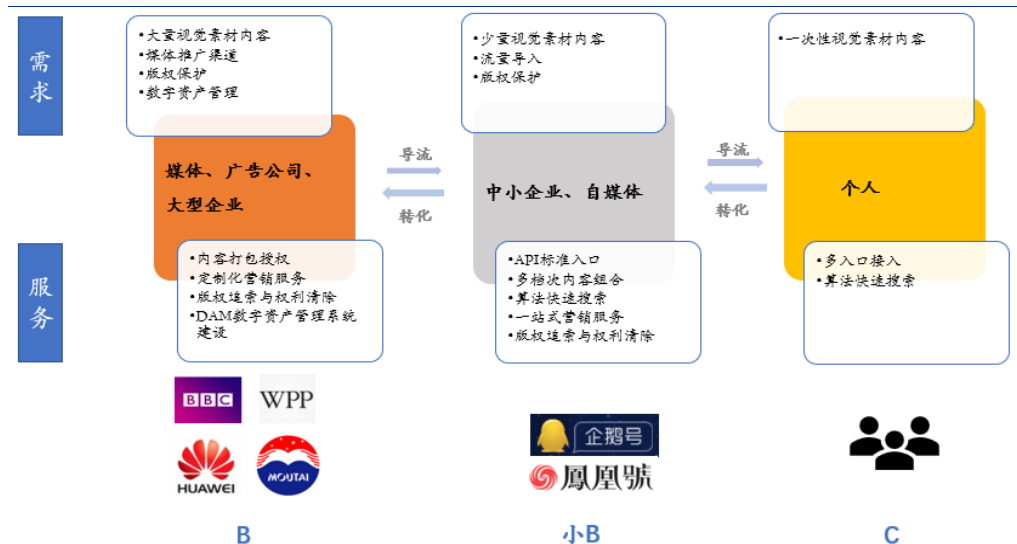 需求
•大量视觉素材内容
•媒体推广渠道
•版权保护
•数字资产管理
•少量视觉素材内容
•流量导入
•版权保护
•一次性视觉素材内容
媒体、广告公司、
大型企业
导流
转化
中小企业、自媒体
导流
转化
个人
服务
•内容打包授权
•定制化营销服务
•版权追索与权利清除
•DAM数字资产管理系统
建设
•API标准入口
•多档次内容组合
•算法快速搜索
•一站式营销服务
•版权追索与权利清除
•多入口接入
•算法快速搜索
BBC
WPP
HUAWEI
MOUTAI
企鹅号
鳳凰號
B
小B
C